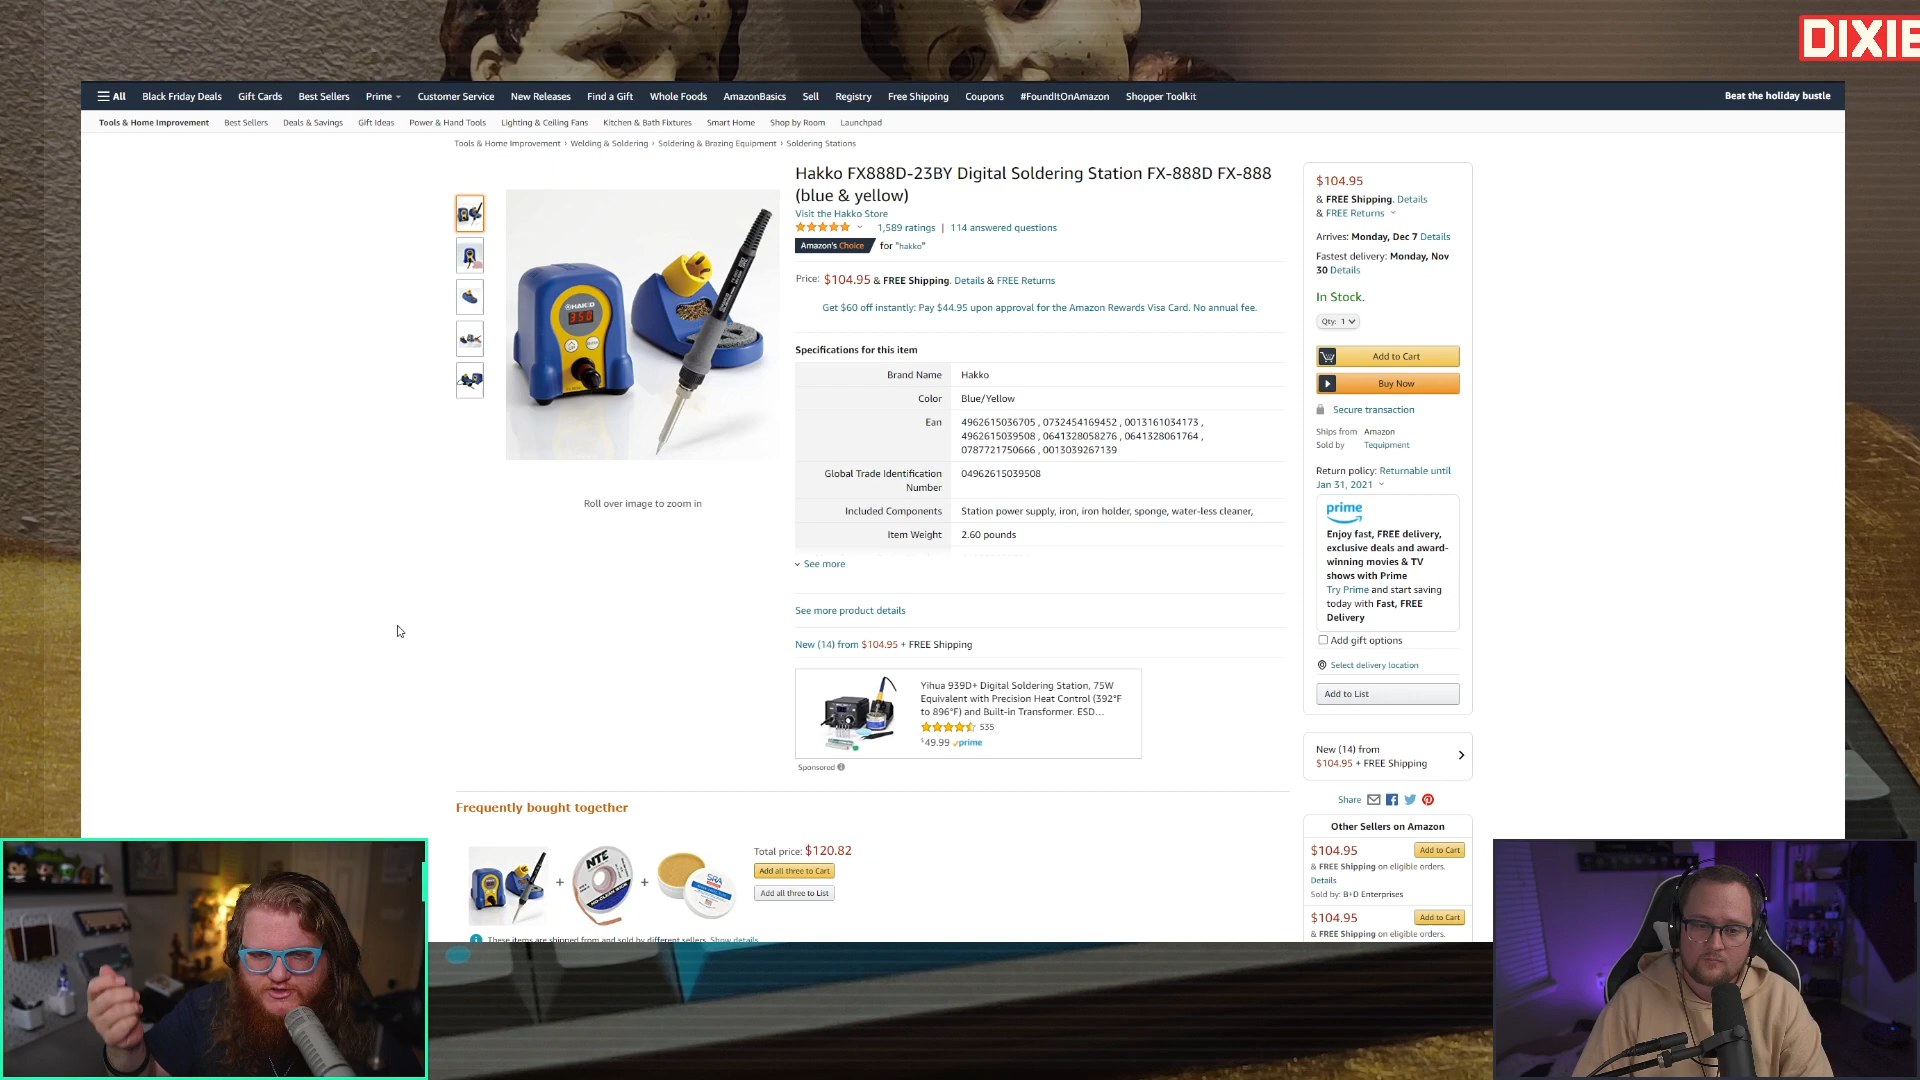 DIXIE
All Black Friday Deals Gift Cards Best Sellers Prime Customer Service New Releases Find a Gift Whole Foods AmazonBasics Sell Registry Free Shipping Coupons #FoundItOnAmazon Shopper Toolkit Beat the holiday bustle
Tools & Home Improvement Best Sellers Deals & Savings Gift Ideas Power & Hand Tools Lighting & Ceiling Fans Kitchen & Bath Fixtures Smart Home Shop by Room Launchpad
Tools & Home Improvement › Welding & Soldering › Soldering & Brazing Equipment › Soldering Stations
HAKKO
350
Roll over image to zoom in
Hakko FX888D-23BY Digital Soldering Station FX-888D FX-888
(blue & yellow)
Visit the Hakko Store
1,589 ratings | 114 answered questions
Amazon's Choice for "hakko"
Price: $104.95 & FREE Shipping. Details & FREE Returns
Get $60 off instantly: Pay $44.95 upon approval for the Amazon Rewards Visa Card. No annual fee.
Specifications for this item
Brand Name Hakko
Color Blue/Yellow
Ean 4962615036705 , 0732454169452 , 0013161034173 ,
4962615039508 , 0641328058276 , 0641328061764 ,
0787721750666 , 0013039267139
Global Trade Identification
Number
04962615039508
Included Components Station power supply, iron, iron holder, sponge, water-less cleaner,
Item Weight 2.60 pounds
See more
See more product details
New (14) from $104.95 + FREE Shipping
Yihua 939D+ Digital Soldering Station, 75W
Equivalent with Precision Heat Control (392°F
to 896°F) and Built-in Transformer. ESD...
535
$49.99 prime
Sponsored
Frequently bought together
NTE
SRA
Total price: $120.82
Add all three to Cart
Add all three to List
These items are shipped from and sold by different sellers. Show details
$104.95
& FREE Shipping. Details
& FREE Returns
Arrives: Monday, Dec 7 Details
Fastest delivery: Monday, Nov
30 Details
In Stock.
Qty: 1
Add to Cart
Buy Now
Secure transaction
Ships from Amazon
Sold by Tequipment
Return policy: Returnable until
Jan 31, 2021
prime
Enjoy fast, FREE delivery,
exclusive deals and award-
winning movies & TV
shows with Prime
Try Prime and start saving
today with Fast, FREE
Delivery
Add gift options
Select delivery location
Add to List
New (14) from
$104.95 + FREE Shipping
Share
Other Sellers on Amazon
$104.95 Add to Cart
& FREE Shipping on eligible orders.
Details
Sold by: B+D Enterprises
$104.95 Add to Cart
& FREE Shipping on eligible orders.